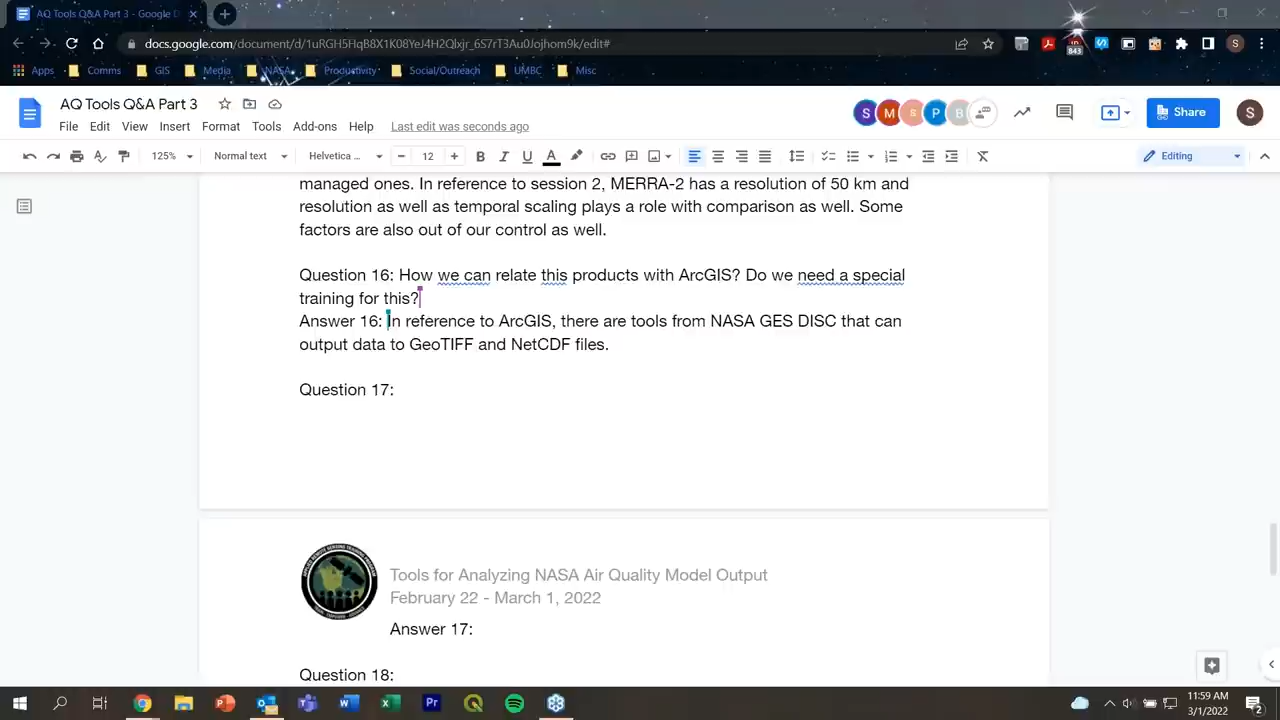 AQ Tools Q&A Part 3 - Google D
docs.google.com/document/d/1uRGH5HqB8X1K08YeJ4H2Qlxjr_6S7rT3Au0Jojhom9k/edit#
843
S
Apps Comms GIS Media NASA Productivity Social/Outreach UMBC Misc
AQ Tools Q&A Part 3
S M S P B Share S
File Edit View Insert Format Tools Add-ons Help Last edit was seconds ago
125% Normal text Helvetica ... 12 B I U A Editing
managed ones. In reference to session 2, MERRA-2 has a resolution of 50 km and
resolution as well as temporal scaling plays a role with comparison as well. Some
factors are also out of our control as well.
Question 16: How we can relate this products with ArcGIS? Do we need a special
training for this?
Answer 16: In reference to ArcGIS, there are tools from NASA GES DISC that can
output data to GeoTIFF and NetCDF files.
Question 17:
Tools for Analyzing NASA Air Quality Model Output
February 22 - March 1, 2022
Answer 17:
Question 18:
11:59 AM
3/1/2022
2